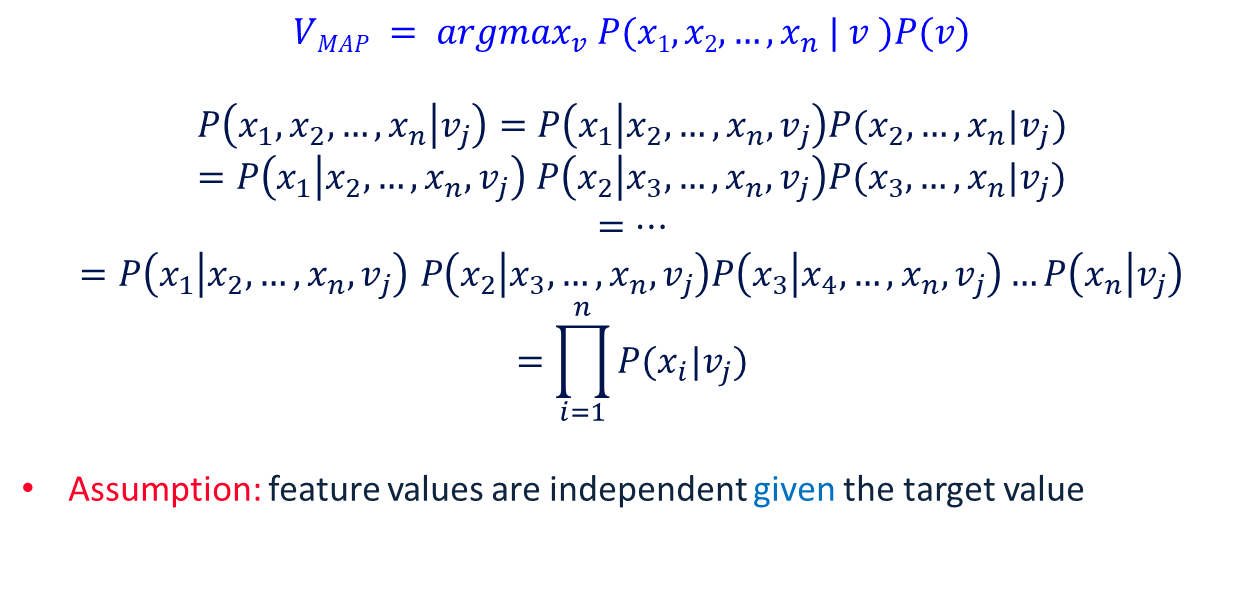 V_MAP = argmax_v P(x_1, x_2, …, x_n | v )P(v)
P(x_1, x_2, …, x_n|v_j) = P(x_1|x_2, …, x_n, v_j)P(x_2, …, x_n|v_j)
= P(x_1|x_2, …, x_n, v_j) P(x_2|x_3, …, x_n, v_j)P(x_3, …, x_n|v_j)
= ⋯
= P(x_1|x_2, …, x_n, v_j) P(x_2|x_3, …, x_n, v_j)P(x_3|x_4, …, x_n, v_j) … P(x_n|v_j)
= ∏_{i=1}^{n} P(x_i|v_j)
• Assumption: feature values are independent given the target value